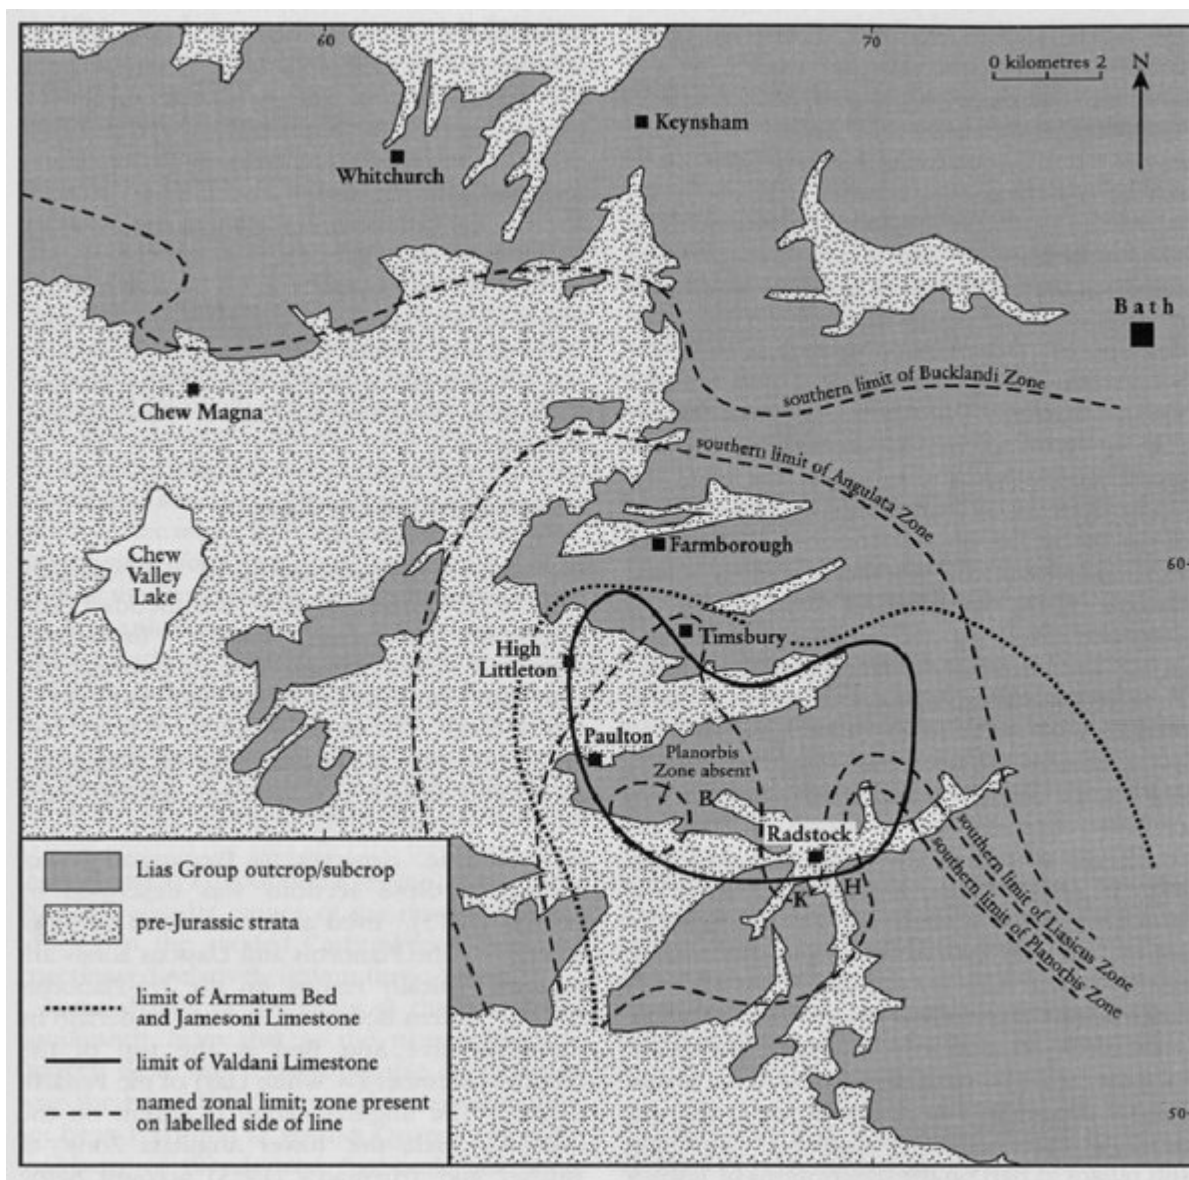 60
70
0 kilometres 2
N
Keynsham
Whitchurch
Bath
southern limit of Bucklandi Zone
Chew Magna
southern limit of Angulata Zone
Farmborough
Chew
Valley
Lake
60
Timsbury
High
Littleton
Paulton
Planorbis
Zone absent
B
Radstock
K
H
southern limit of Liasicus Zone
southern limit of Planorbis Zone
50
Lias Group outcrop/subcrop
pre-Jurassic strata
limit of Armatum Bed
and Jamesoni Limestone
limit of Valdani Limestone
named zonal limit; zone present
on labelled side of line